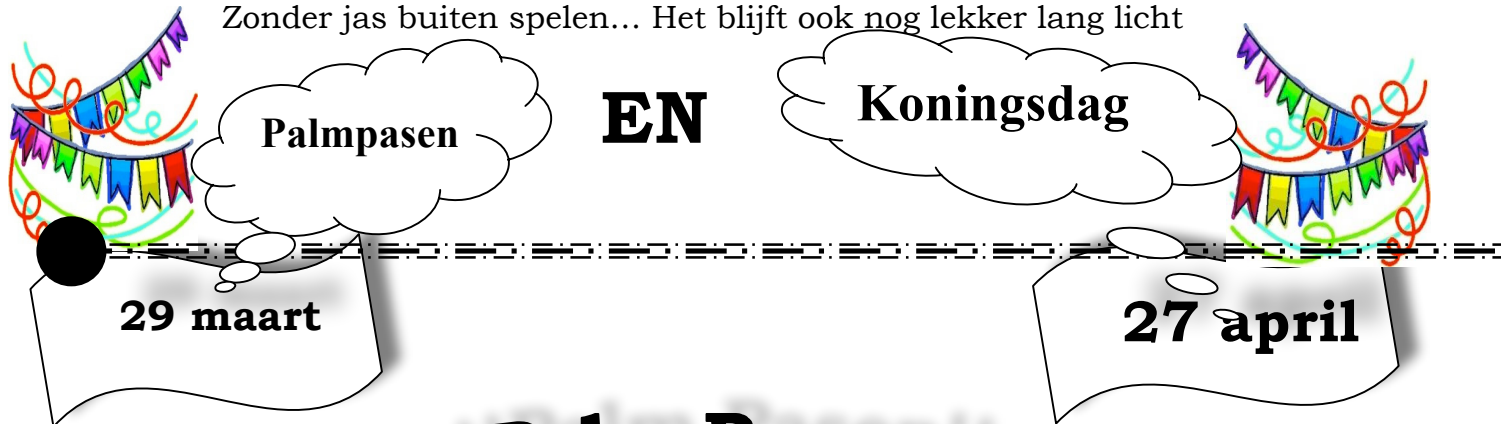 Zonder jas buiten spelen… Het blijft ook nog lekker lang licht
Palmpasen
EN
Koningsdag
29 maart
27 april